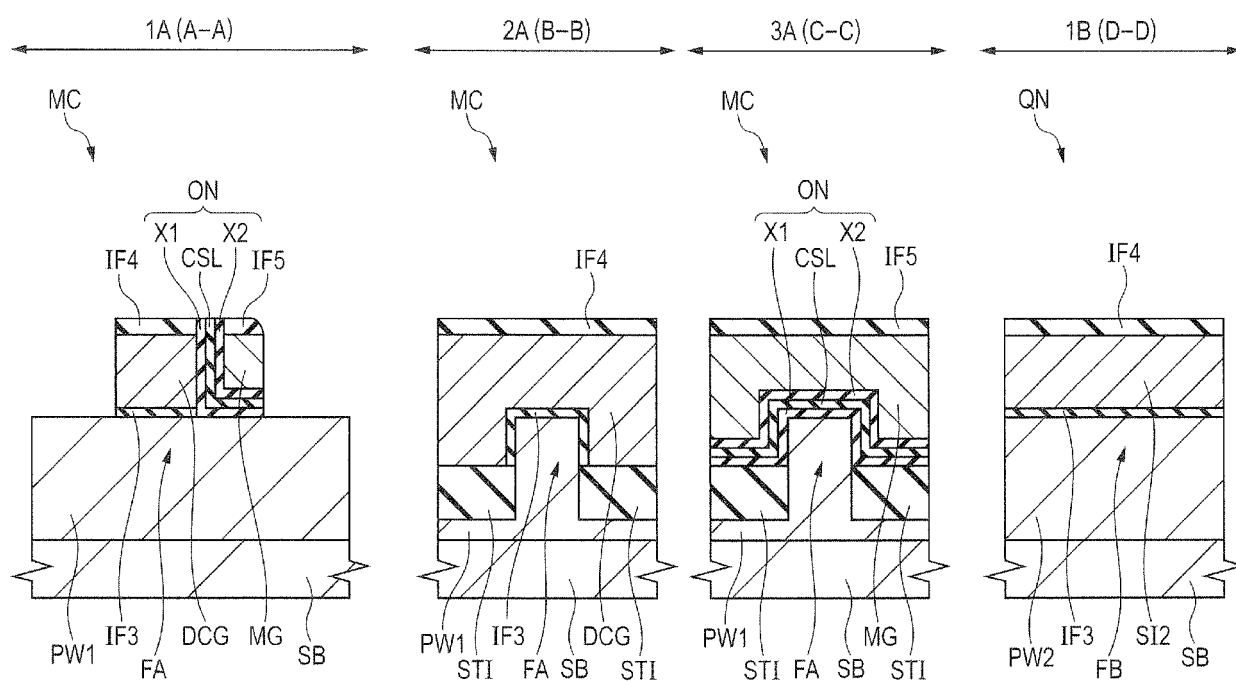 1A (A–A) 2A (B–B) 3A (C–C) 1B (D–D)
MC MC MC QN
ON ON
X1 X2 X1 X2
IF4 CSL IF5 IF4 CSL IF5 IF4
PW1 IF3 DCG MG SB PW1 IF3 DCG PW1 MG PW2 IF3 SI2 SB
FA STI FA SB STI STI FA SB STI FB